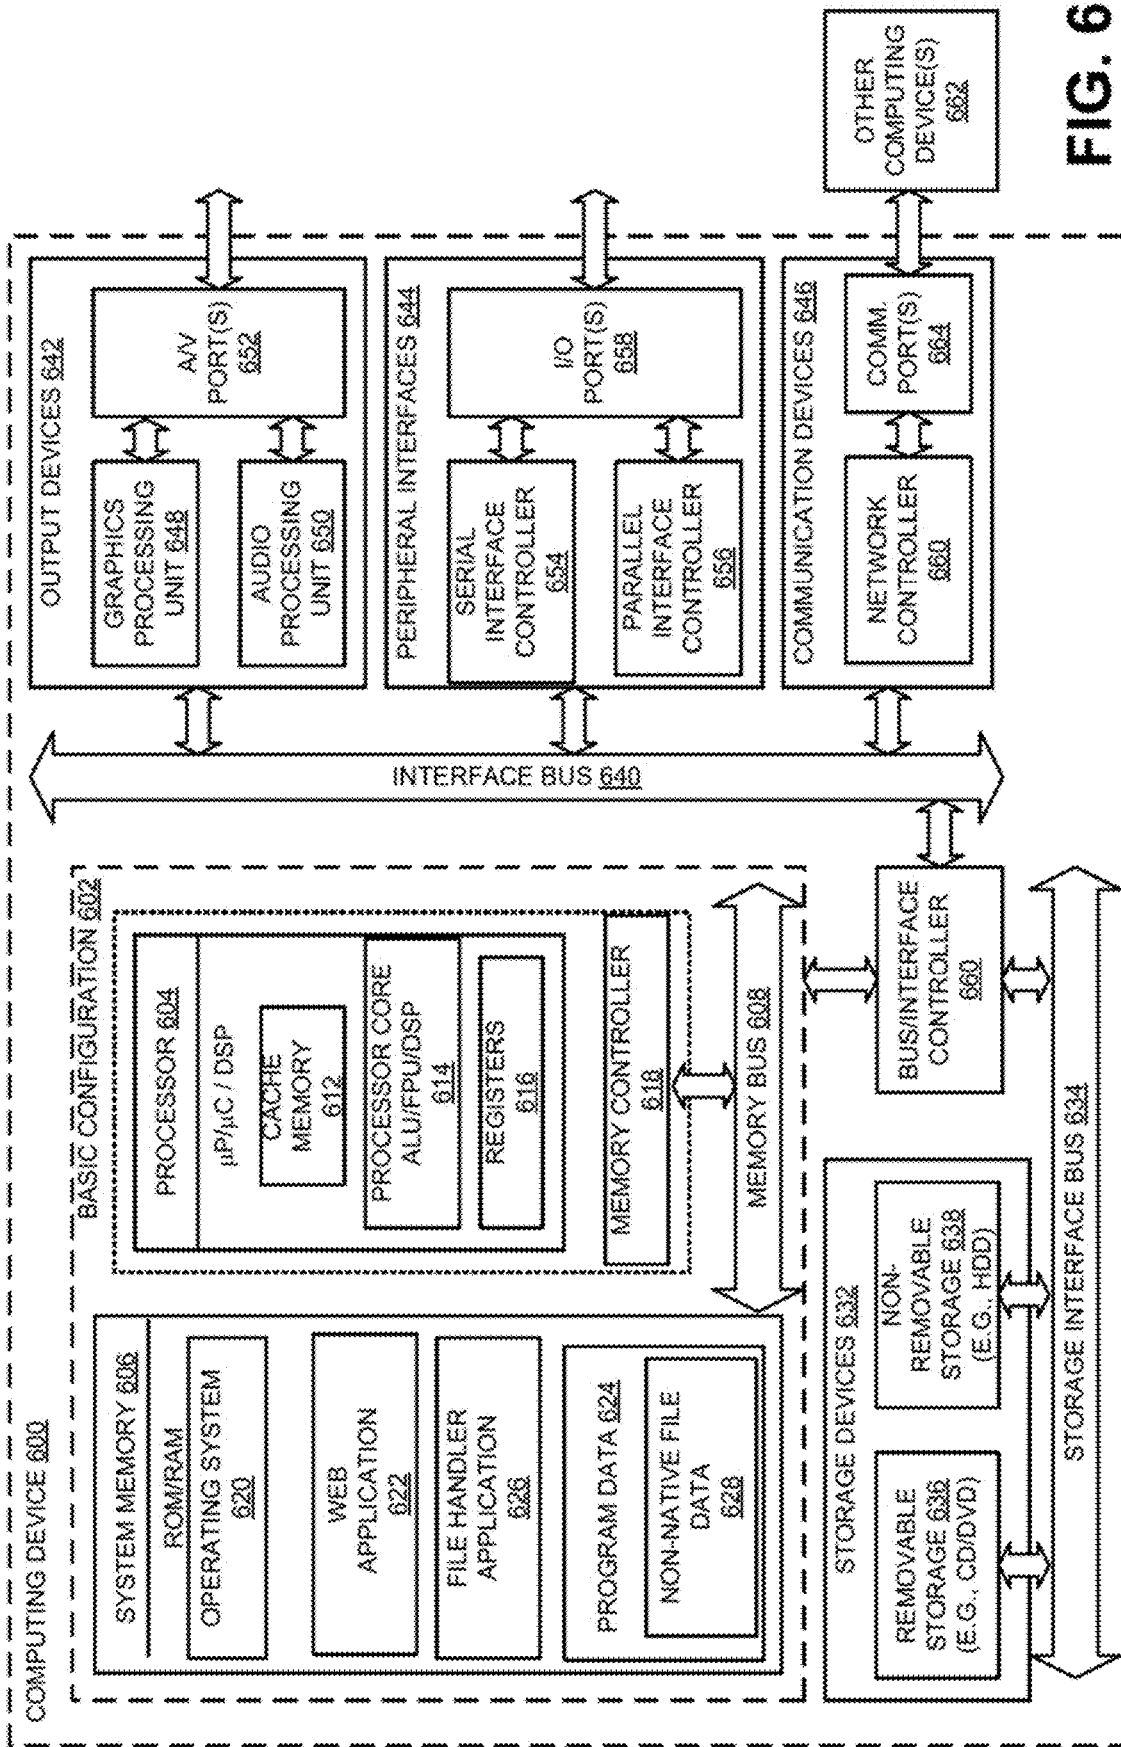 COMPUTING DEVICE 600
BASIC CONFIGURATION 602
SYSTEM MEMORY 606
ROM/RAM
OPERATING SYSTEM
620
WEB
APPLICATION
622
FILE HANDLER
APPLICATION
626
PROGRAM DATA 624
NON-NATIVE FILE
DATA
628
PROCESSOR 604
µP/µC / DSP
CACHE
MEMORY
612
PROCESSOR CORE
ALU/FPU/DSP
614
REGISTERS
616
MEMORY CONTROLLER
618
MEMORY BUS 608
STORAGE DEVICES 632
REMOVABLE
STORAGE 636
(E.G., CD/DVD)
NON-
REMOVABLE
STORAGE 638
(E.G., HDD)
BUS/INTERFACE
CONTROLLER
660
STORAGE INTERFACE BUS 634
INTERFACE BUS 640
OUTPUT DEVICES 642
GRAPHICS
PROCESSING
UNIT 648
AUDIO
PROCESSING
UNIT 650
A/V
PORT(S)
652
PERIPHERAL INTERFACES 644
SERIAL
INTERFACE
CONTROLLER
654
PARALLEL
INTERFACE
CONTROLLER
656
I/O
PORT(S)
658
COMMUNICATION DEVICES 646
NETWORK
CONTROLLER
660
COMM.
PORT(S)
664
OTHER
COMPUTING
DEVICE(S)
662
FIG. 6